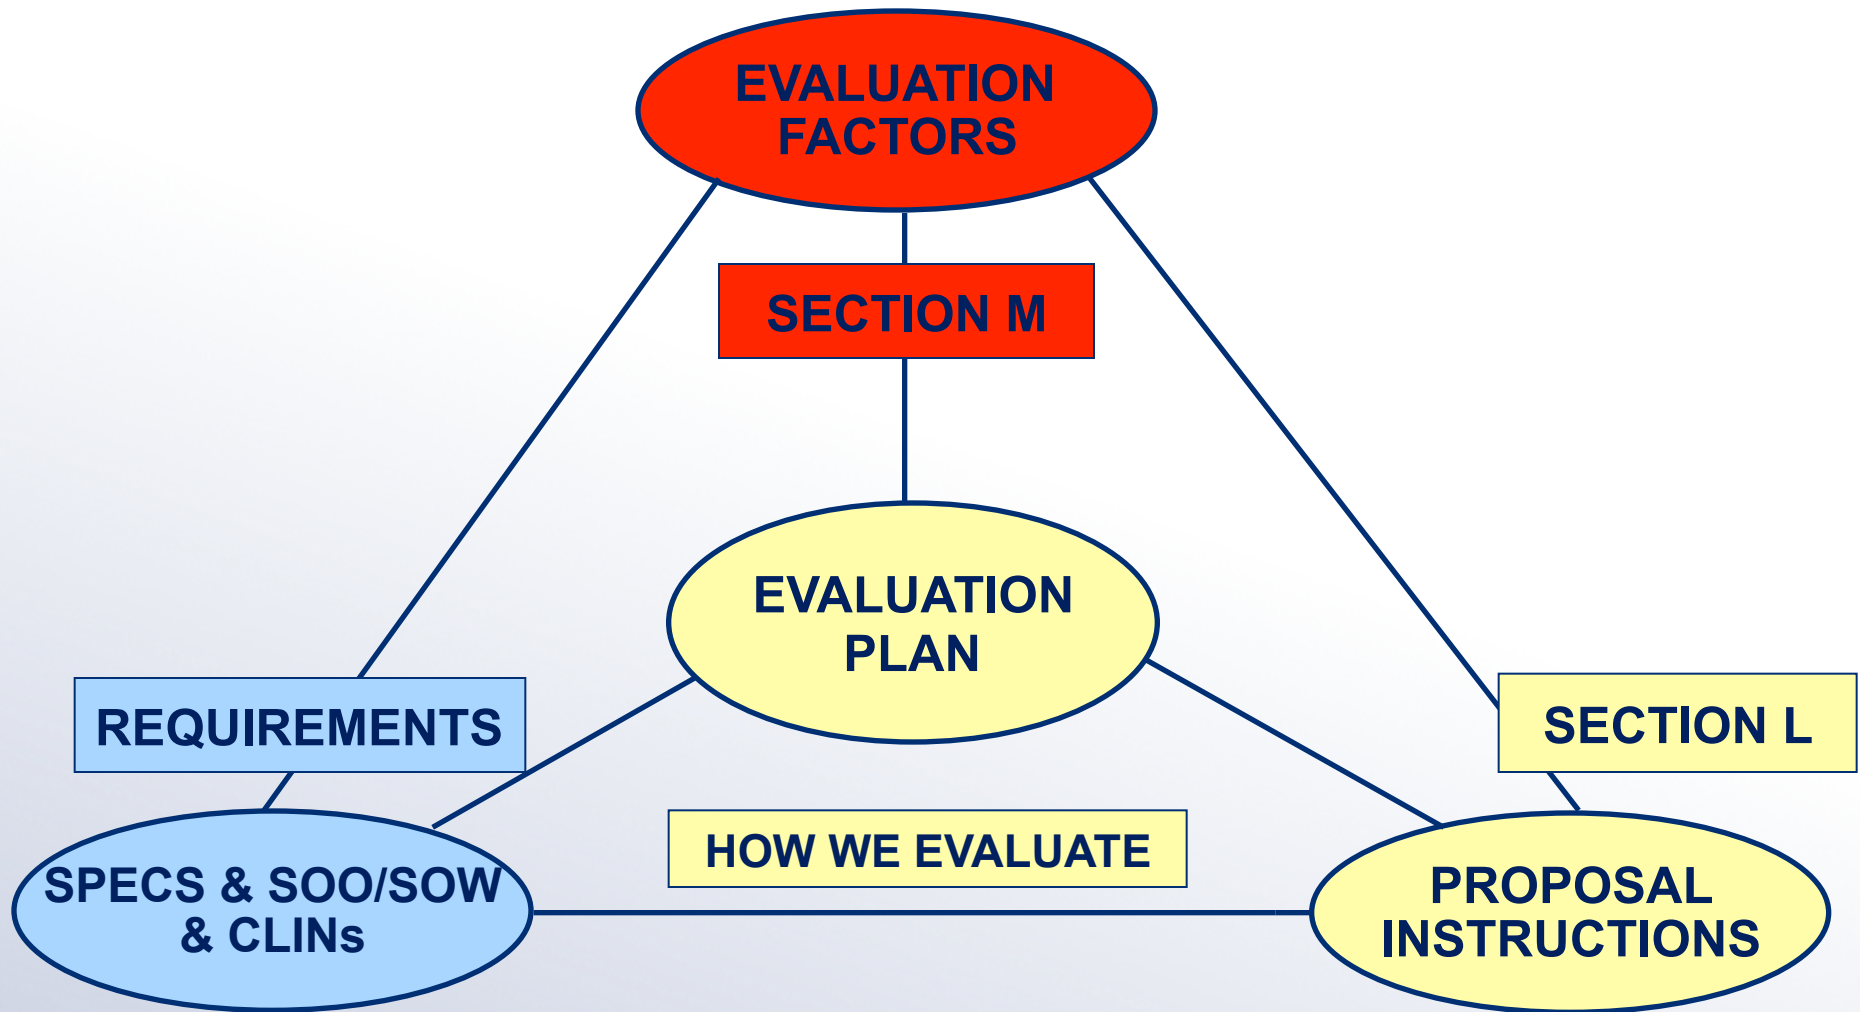 EVALUATION
FACTORS
SECTION M
EVALUATION
PLAN
REQUIREMENTS
SECTION L
HOW WE EVALUATE
SPECS & SOO/SOW
& CLINs
PROPOSAL
INSTRUCTIONS